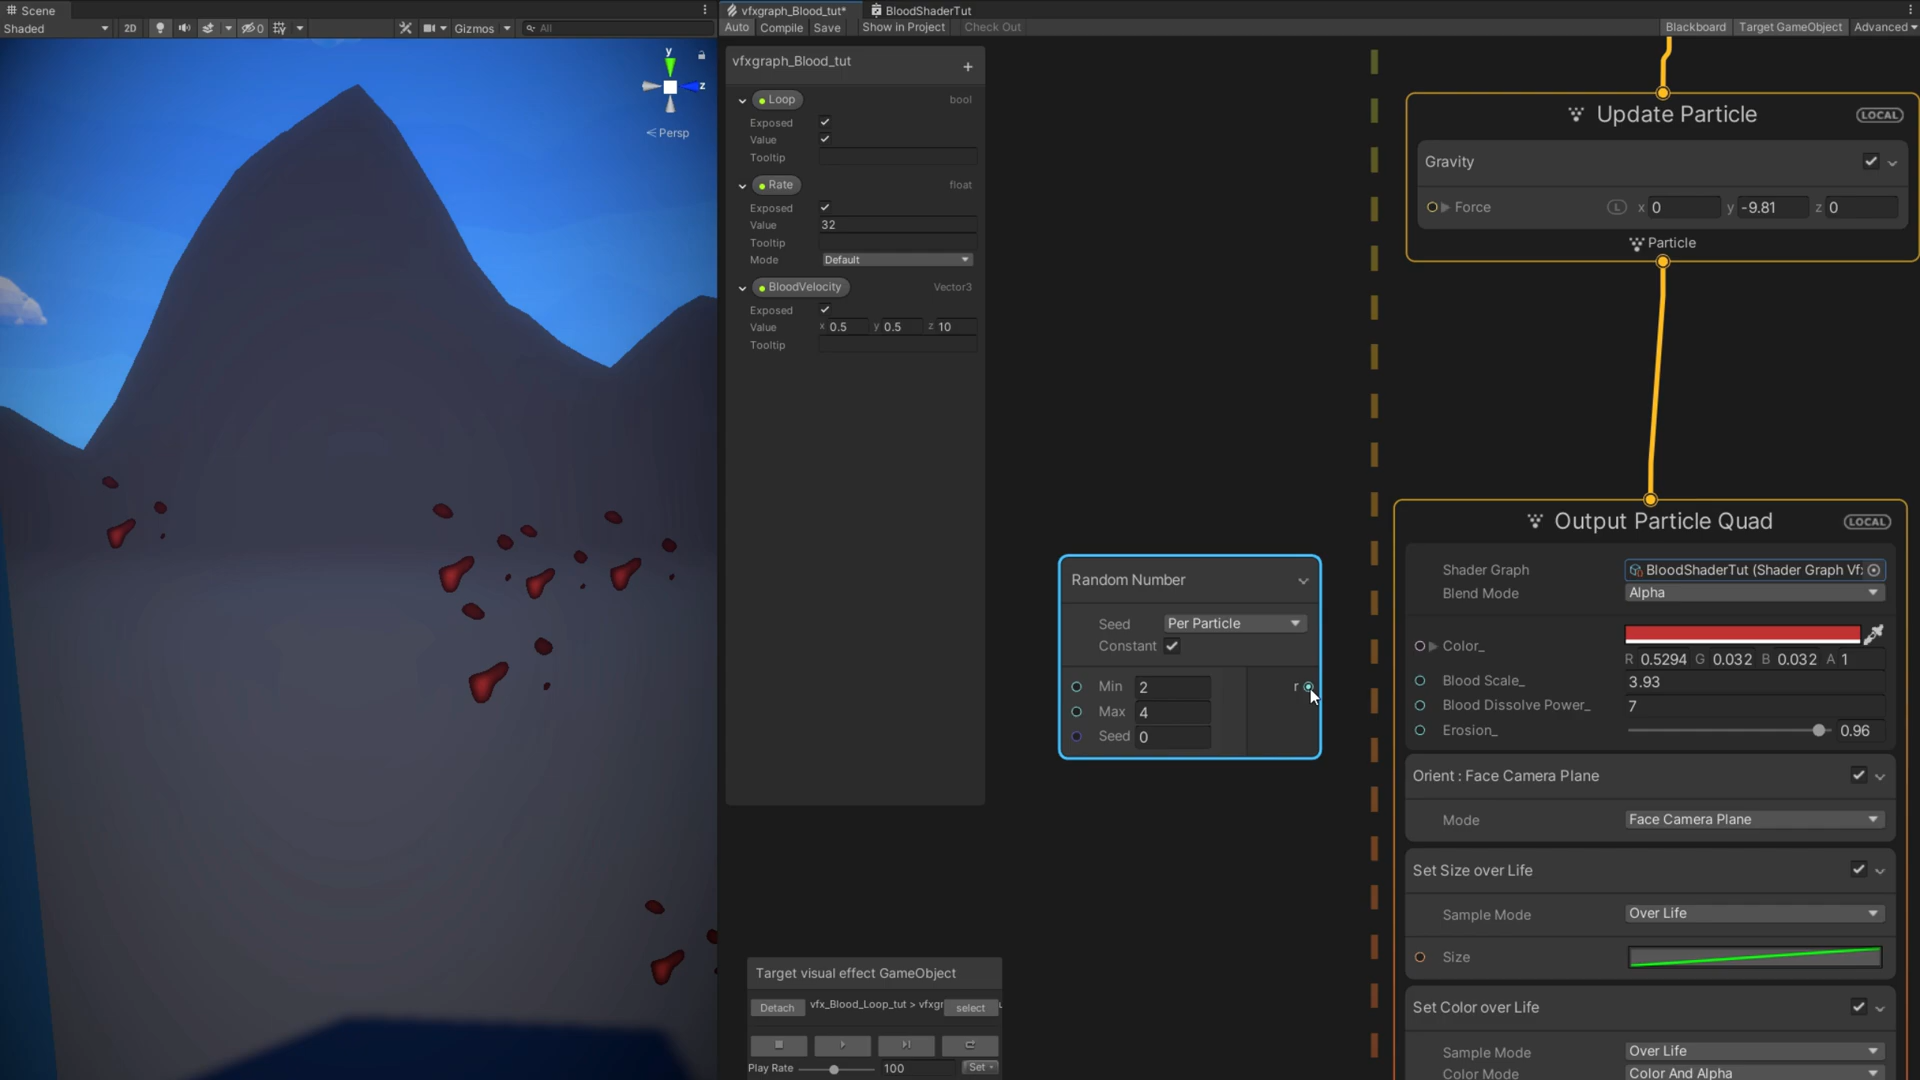 Scene
vfxgraph_Blood_tut*
BloodShaderTut
Shaded
2D
0
Gizmos
All
Auto
Compile
Save
Show in Project
Check Out
Blackboard
Target GameObject
Advanced
y
z
Persp
vfxgraph_Blood_tut
+
Loop
bool
Exposed
Value
Tooltip
Rate
float
Exposed
Value
32
Tooltip
Mode
Default
BloodVelocity
Vector3
Exposed
Value
x 0.5
y 0.5
z 10
Tooltip
Random Number
Seed
Per Particle
Constant
Min
2
r
Max
4
Seed
0
Update Particle
LOCAL
Gravity
Force
L
x 0
y -9.81
z 0
Particle
Output Particle Quad
LOCAL
Shader Graph
BloodShaderTut (Shader Graph Vf
Blend Mode
Alpha
Color_
R 0.5294 G 0.032 B 0.032 A 1
Blood Scale_
3.93
Blood Dissolve Power_
7
Erosion_
0.96
Orient : Face Camera Plane
Mode
Face Camera Plane
Set Size over Life
Sample Mode
Over Life
Size
Set Color over Life
Sample Mode
Over Life
Color Mode
Color And Alpha
Target visual effect GameObject
Detach
vfx_Blood_Loop_tut > vfxgr
select
Play Rate
100
Set